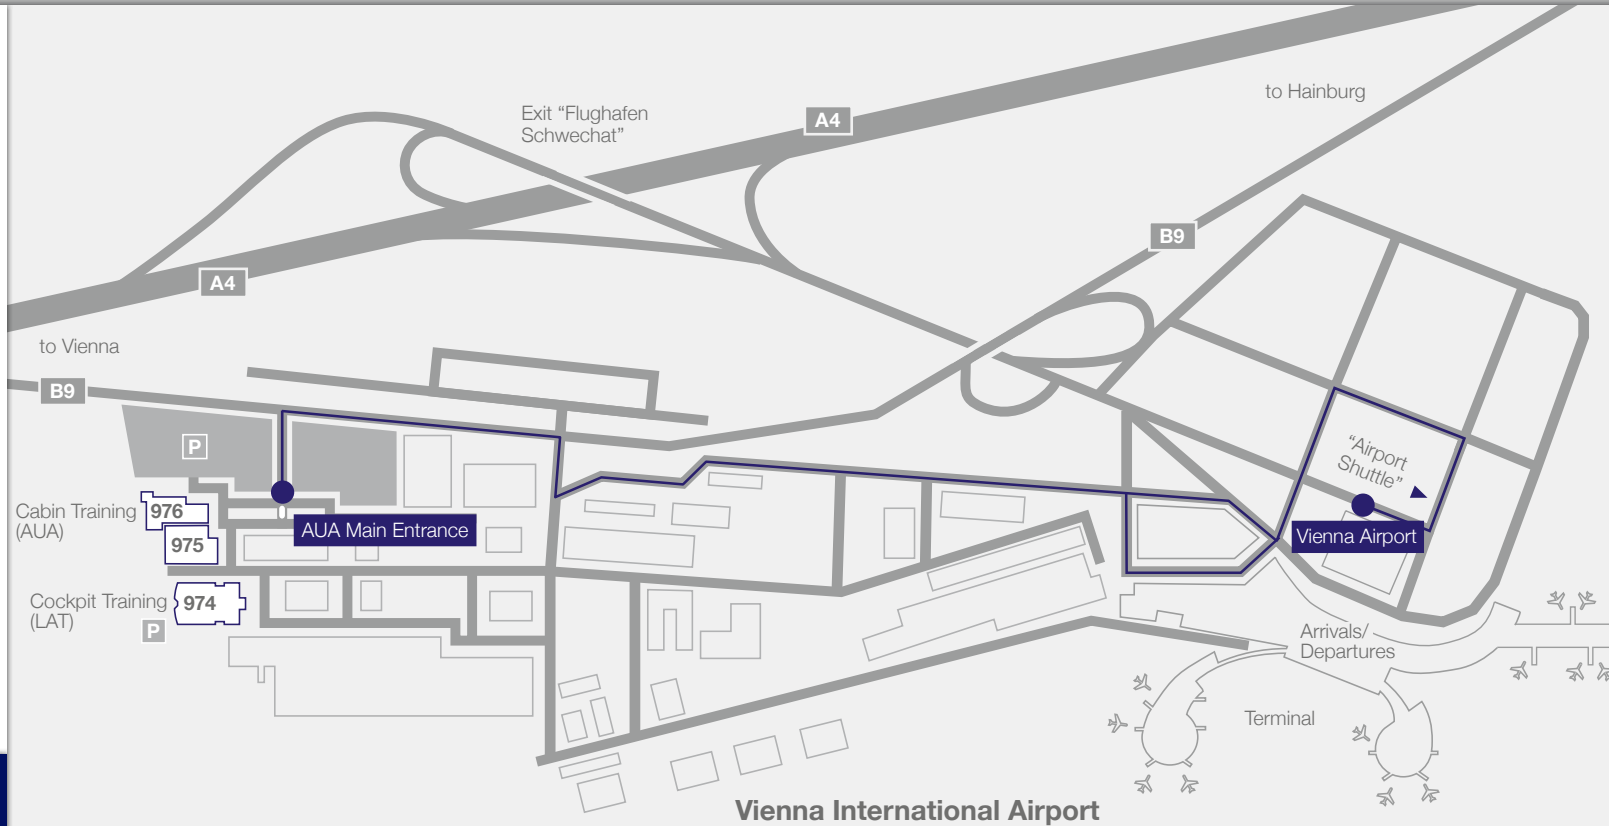 to Hainburg
Exit “Flughafen
Schwechat”
A4
B9
A4
to Vienna
B9
P
“Airport
Shuttle”
Cabin Training
(AUA)
976
975
AUA Main Entrance
Vienna Airport
Cockpit Training
(LAT)
974
P
Arrivals/
Departures
Terminal
Vienna International Airport